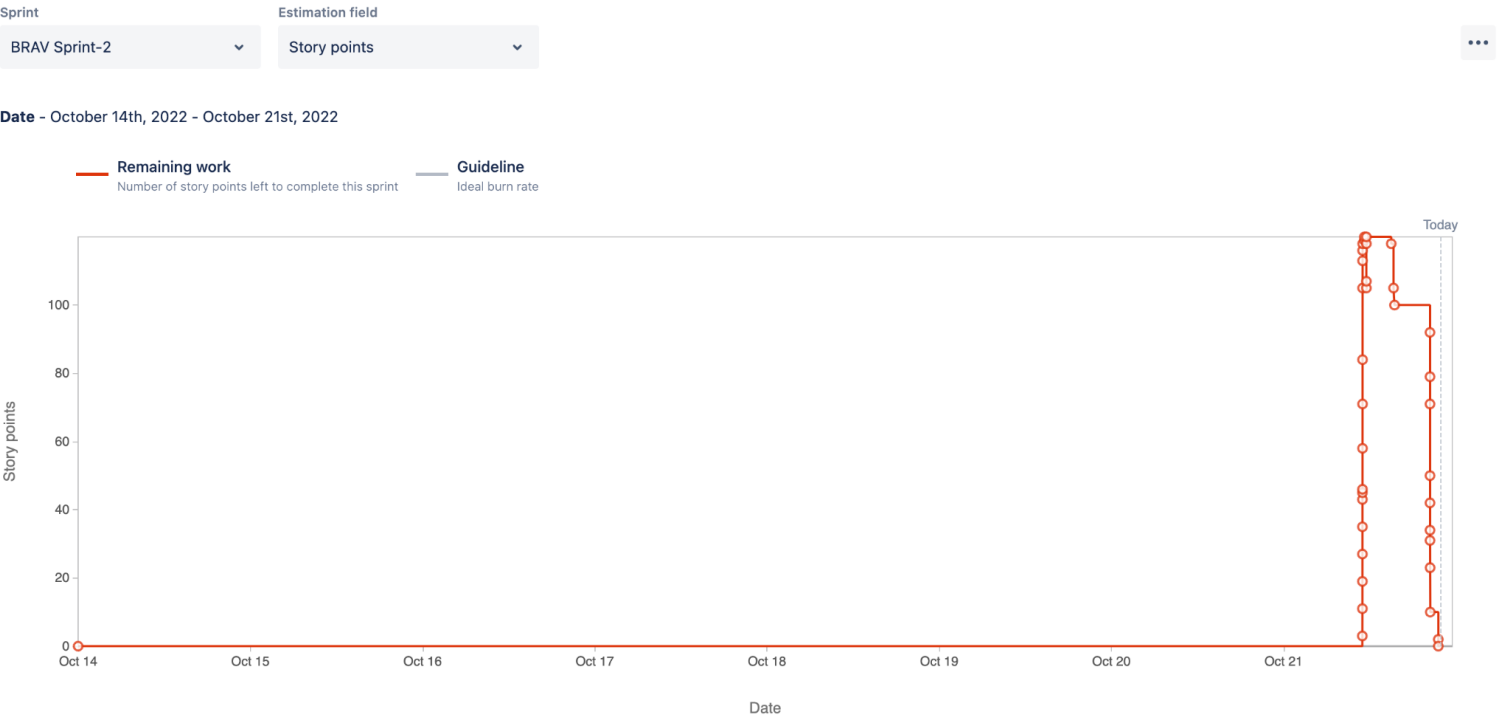 Sprint
Estimation field
BRAV Sprint-2
Story points
Date - October 14th, 2022 - October 21st, 2022
Remaining work
Number of story points left to complete this sprint
Guideline
Ideal burn rate
Today
100
80
60
40
20
0
Story points
Oct 14
Oct 15
Oct 16
Oct 17
Oct 18
Oct 19
Oct 20
Oct 21
Date